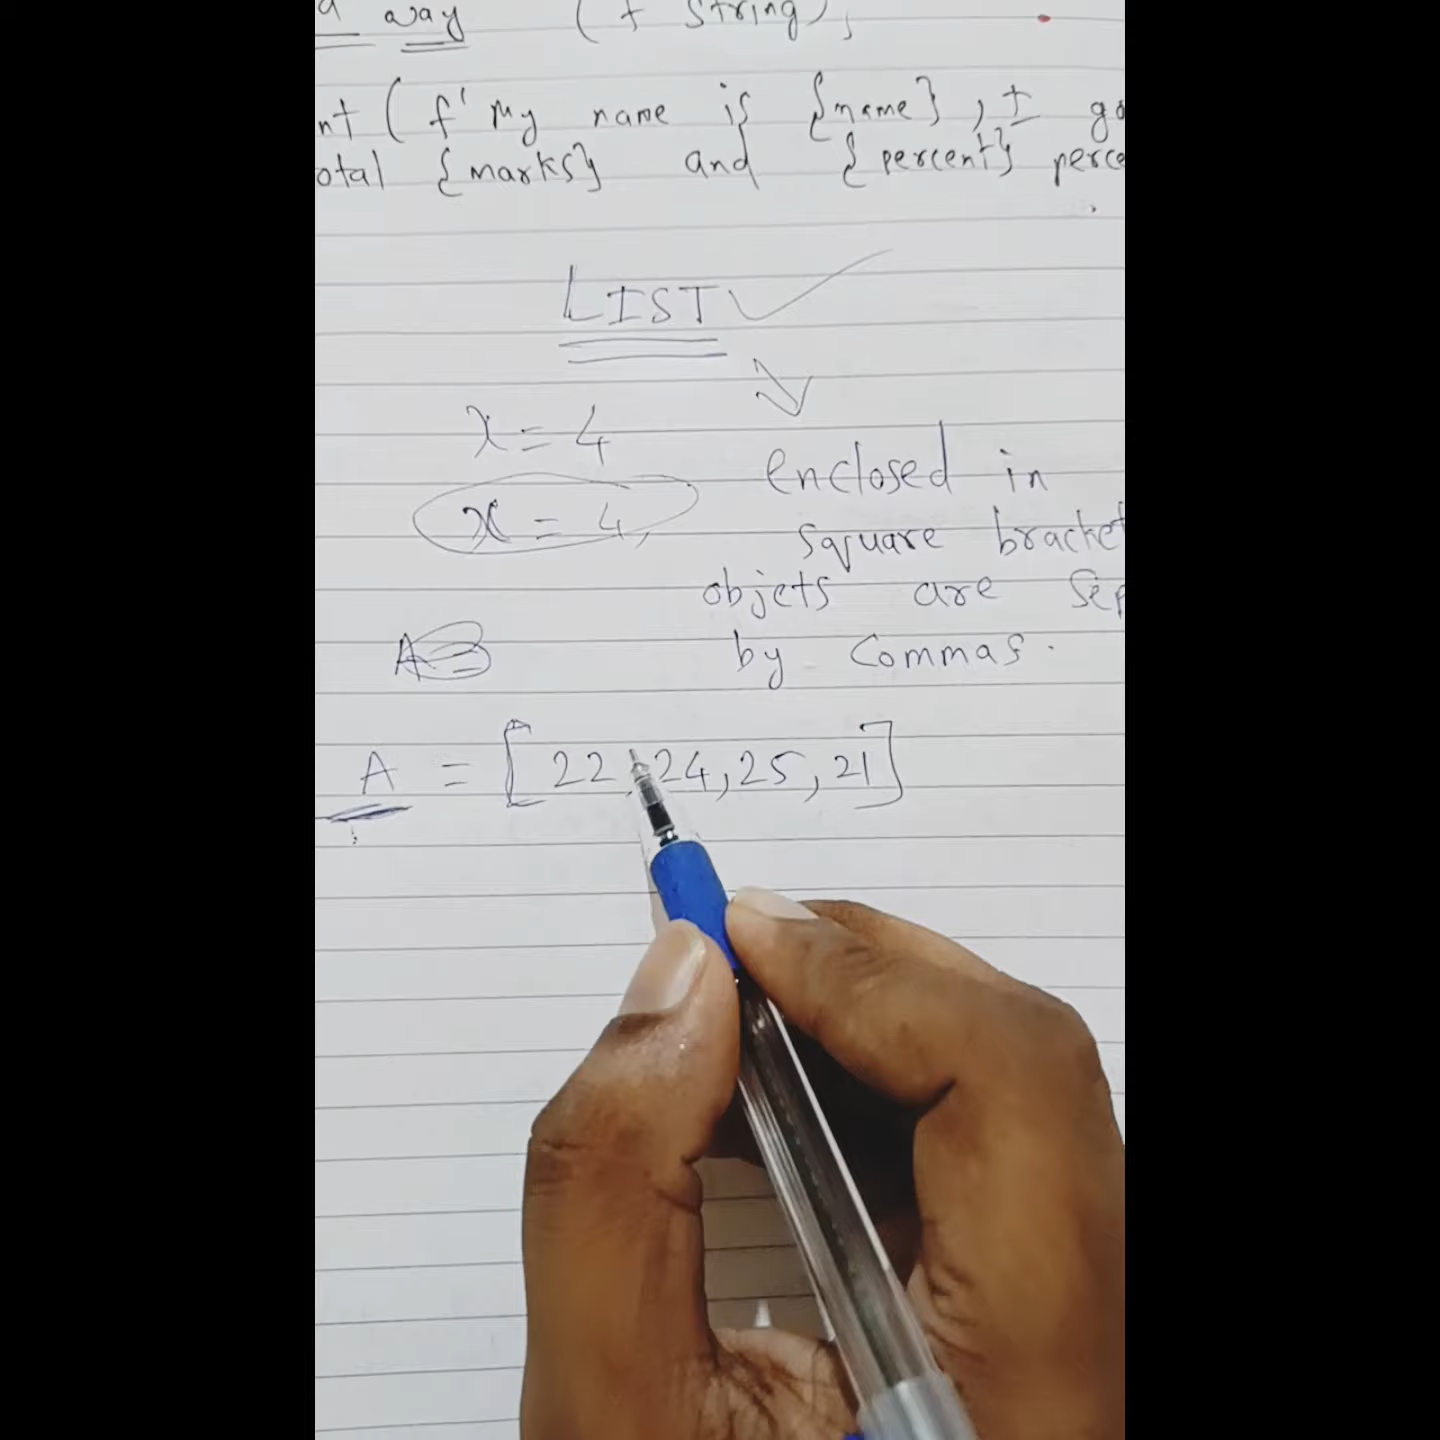 way (f string),
nt (f' My name is {name}, I go
otal {marks} and {percent} perce
LIST
x = 4
enclosed in
x = 4,
square bracket
objets are sep
by commas.
A
A = [22, 24, 25, 21]